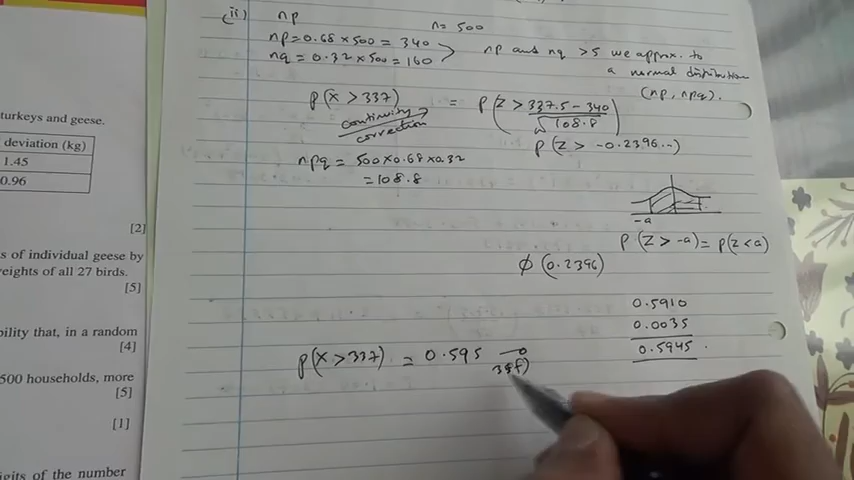 (ii) np
n = 500
np = 0.68 x 500 = 340
nq = 0.32 x 500 = 160
np and nq > 5 we approx. to
a normal distribution
(np, npq).
P(X > 337) = P(Z > 337.5 - 340 / √108.8)
continuity
correction
P(Z > -0.2396..)
npq = 500 x 0.68 x 0.32
= 108.8
-a
P(Z > -a) = P(Z < a)
φ(0.2396)
0.5910
0.0035
0.5945
P(X > 337) = 0.595
3sf)
turkeys and geese.
deviation (kg)
1.45
0.96
[2]
s of individual geese by
eights of all 27 birds.
[5]
bility that, in a random
[4]
500 households, more
[5]
[1]
igits of the number